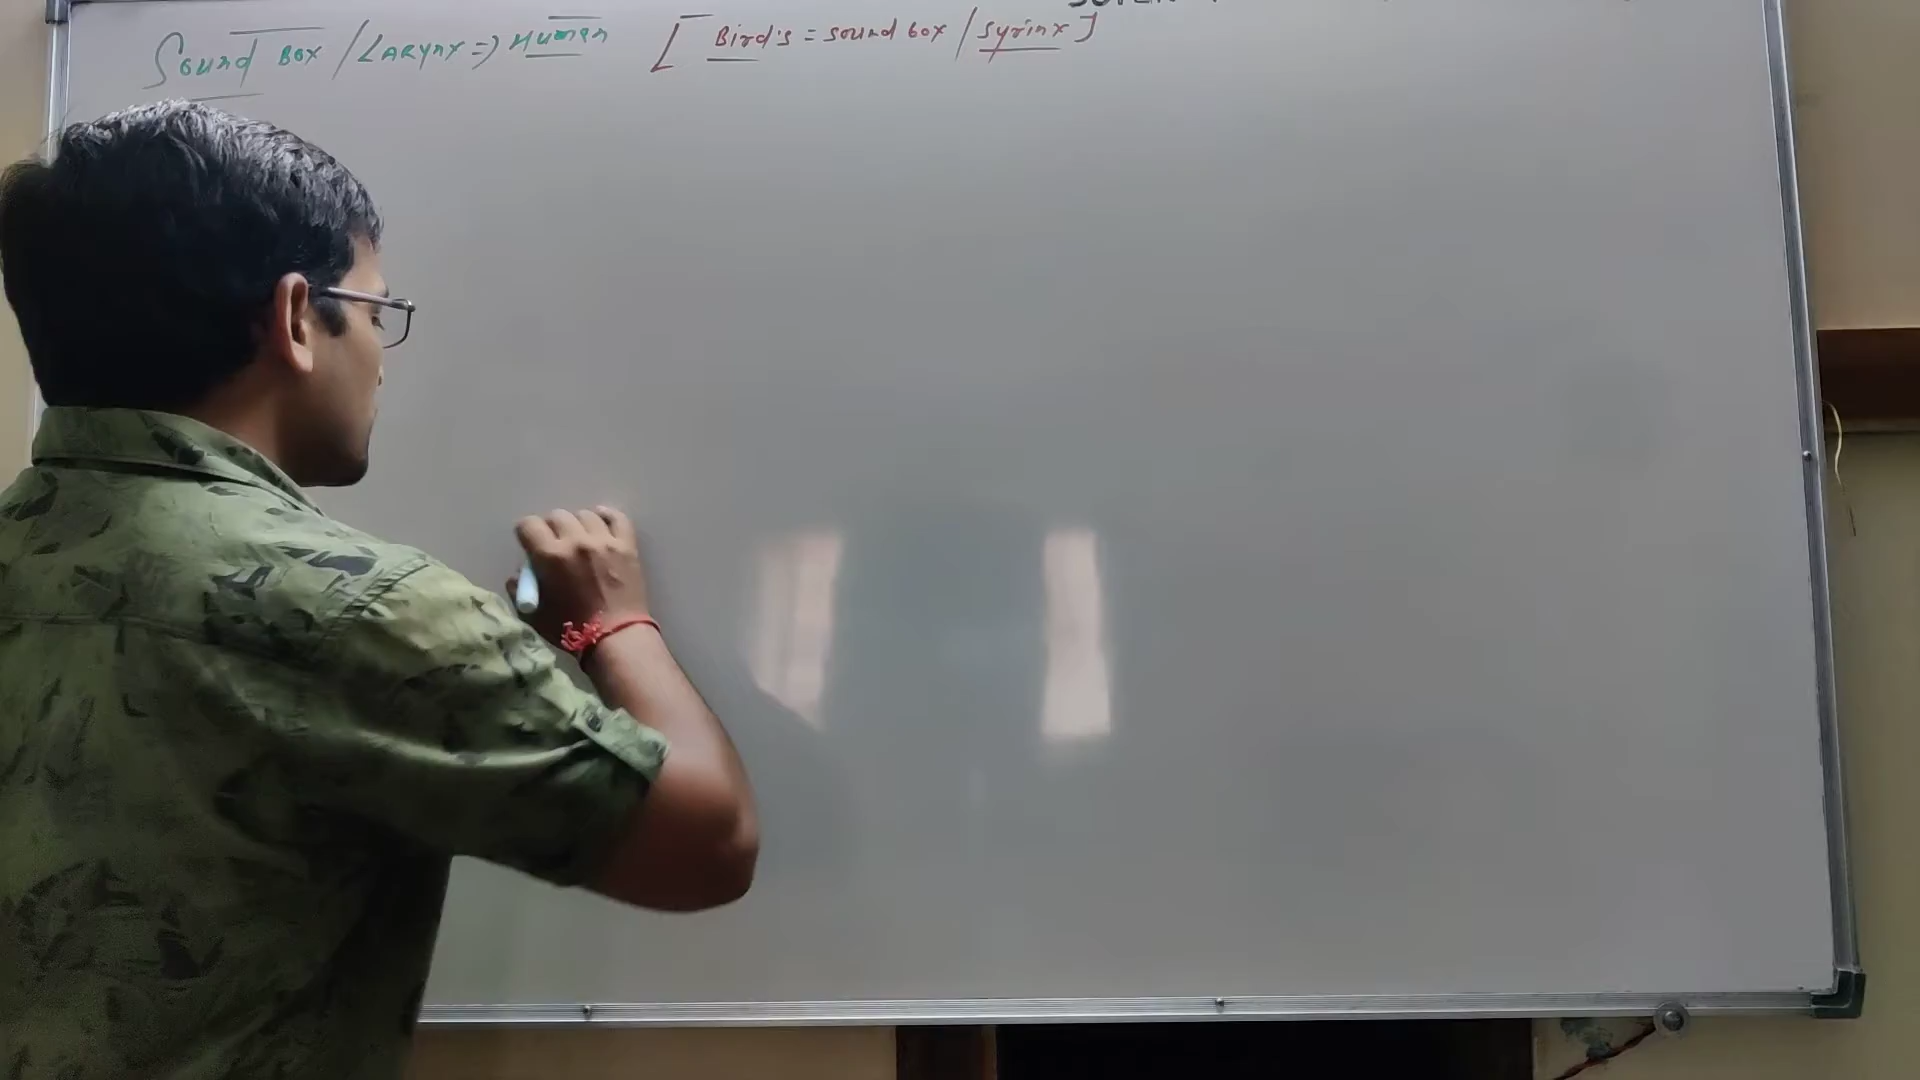 Sound Box / LARYNX => Human [ Bird's = sound box / Syrinx ]